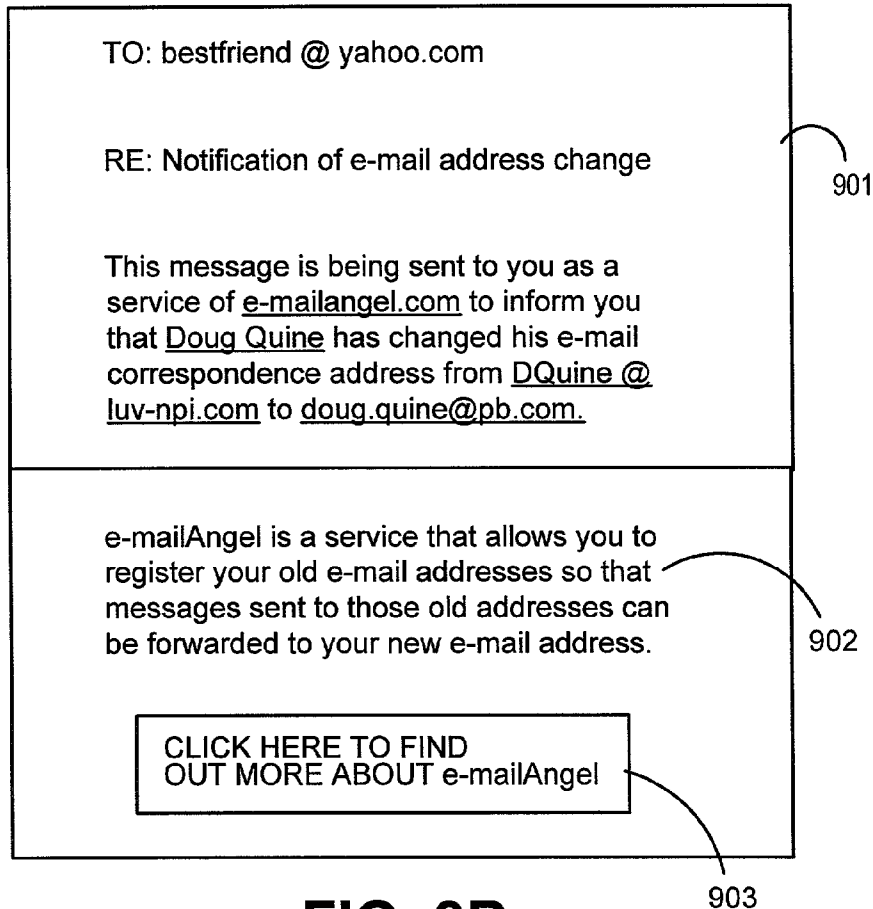 TO: bestfriend @ yahoo.com
RE: Notification of e-mail address change
901
This message is being sent to you as a
service of e-mailangel.com to inform you
that Doug Quine has changed his e-mail
correspondence address from DQuine @
luv-npi.com to doug.quine@pb.com.
e-mailAngel is a service that allows you to
register your old e-mail addresses so that
messages sent to those old addresses can
be forwarded to your new e-mail address.
902
CLICK HERE TO FIND
OUT MORE ABOUT e-mailAngel
903